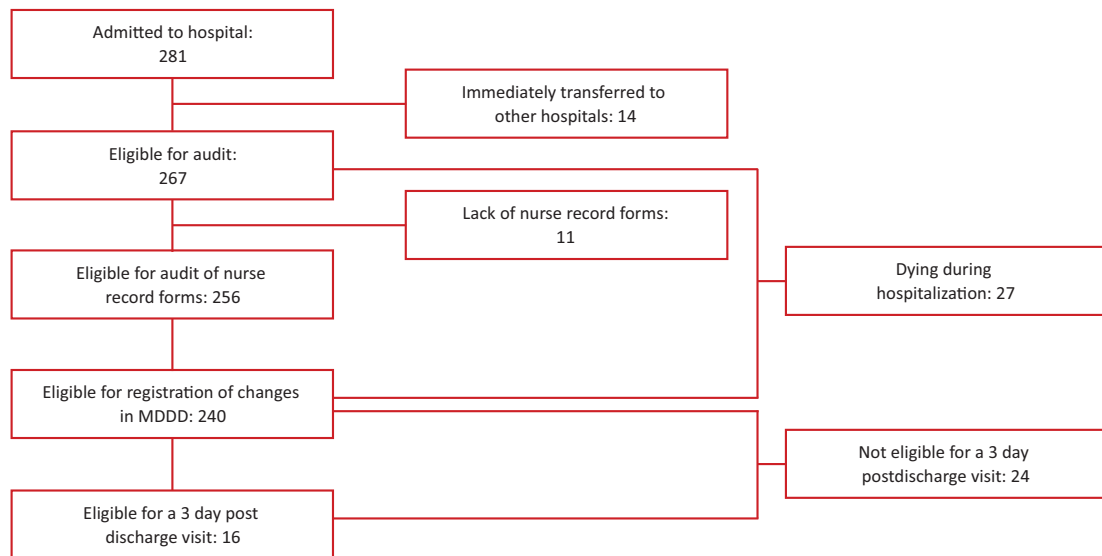 Admitted to hospital:
281
Immediately transferred to
other hospitals: 14
Eligible for audit:
267
Lack of nurse record forms:
11
Eligible for audit of nurse
record forms: 256
Dying during
hospitalization: 27
Eligible for registration of changes
in MDDD: 240
Not eligible for a 3 day
postdischarge visit: 24
Eligible for a 3 day post
discharge visit: 16